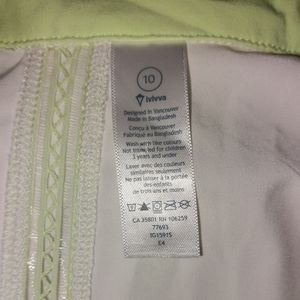 10
ivivva
Designed in Vancouver
Made in Bangladesh
Conçu à Vancouver
Fabriqué au Bangladesh
Wash with like colours
Not intended for children
3 years and under
Laver avec des couleurs
similaires seulement
Ne pas laisser à la portée
des enfants
de trois ans et moins
CA 35801 RN 106259
77693
IG1591S
E4